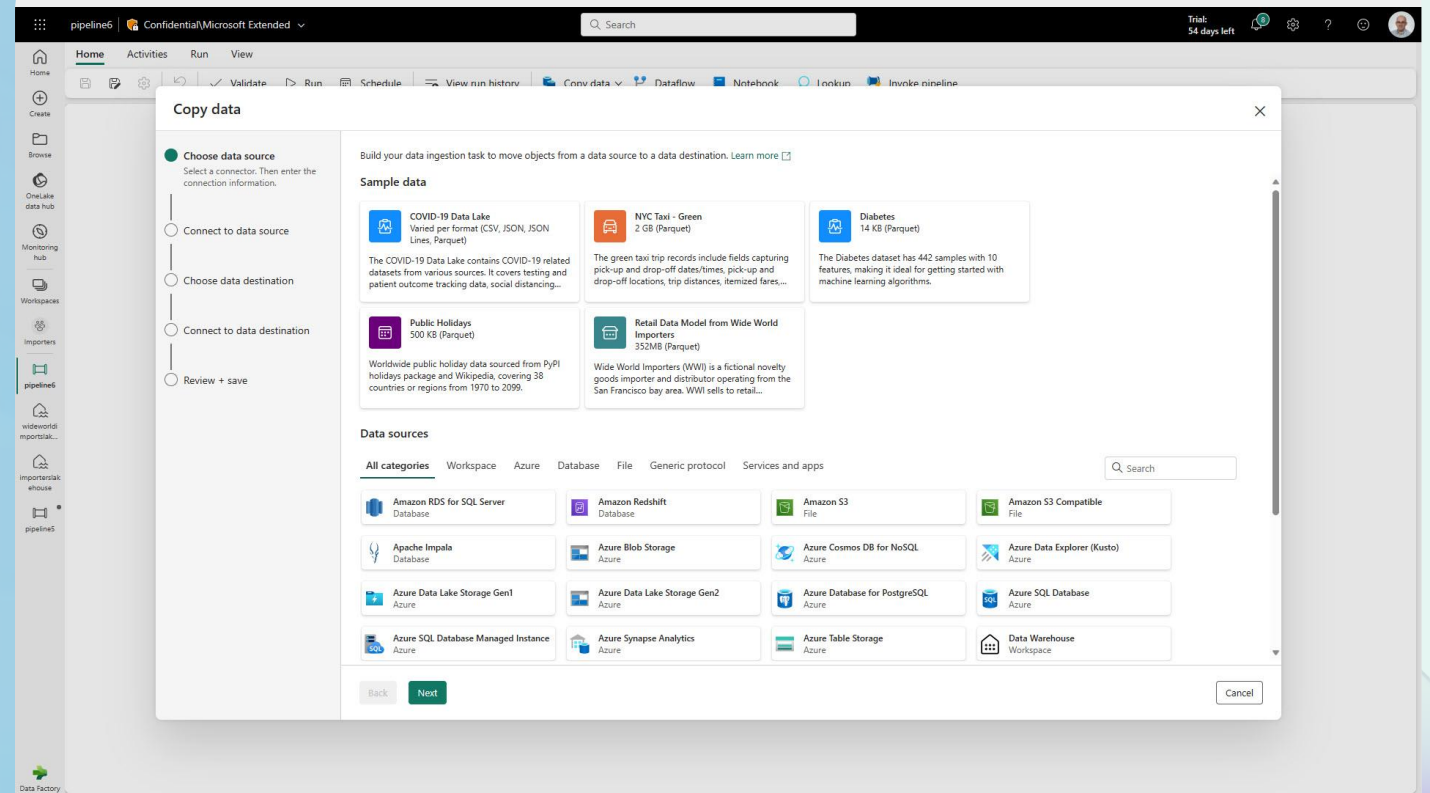 pipeline6
Confidential\Microsoft Extended
Search
Trial:
54 days left
8
?
Home
Activities
Run
View
Validate
Run
Schedule
View run history
Copy data
Dataflow
Notebook
Lookup
Invoke pipeline
Home
Create
Browse
OneLake
data hub
Monitoring
hub
Workspaces
Importers
pipeline6
wideworldi
mportslak...
importerslak
ehouse
pipeline5
Data Factory
Copy data
Choose data source
Select a connector. Then enter the
connection information.
Connect to data source
Choose data destination
Connect to data destination
Review + save
Build your data ingestion task to move objects from a data source to a data destination. Learn more
Sample data
COVID-19 Data Lake
Varied per format (CSV, JSON, JSON
Lines, Parquet)
The COVID-19 Data Lake contains COVID-19 related
datasets from various sources. It covers testing and
patient outcome tracking data, social distancing...
NYC Taxi - Green
2 GB (Parquet)
The green taxi trip records include fields capturing
pick-up and drop-off dates/times, pick-up and
drop-off locations, trip distances, itemized fares,...
Diabetes
14 KB (Parquet)
The Diabetes dataset has 442 samples with 10
features, making it ideal for getting started with
machine learning algorithms.
Public Holidays
500 KB (Parquet)
Worldwide public holiday data sourced from PyPI
holidays package and Wikipedia, covering 38
countries or regions from 1970 to 2099.
Retail Data Model from Wide World
Importers
352MB (Parquet)
Wide World Importers (WWI) is a fictional novelty
goods importer and distributor operating from the
San Francisco bay area. WWI sells to retail...
Data sources
All categories
Workspace
Azure
Database
File
Generic protocol
Services and apps
Search
Amazon RDS for SQL Server
Database
Amazon Redshift
Database
Amazon S3
File
Amazon S3 Compatible
File
Apache Impala
Database
Azure Blob Storage
Azure
Azure Cosmos DB for NoSQL
Azure
Azure Data Explorer (Kusto)
Azure
Azure Data Lake Storage Gen1
Azure
Azure Data Lake Storage Gen2
Azure
Azure Database for PostgreSQL
Azure
SQL
Azure SQL Database
Azure
SQL
Azure SQL Database Managed Instance
Azure
Azure Synapse Analytics
Azure
Azure Table Storage
Azure
Data Warehouse
Workspace
Back
Next
Cancel